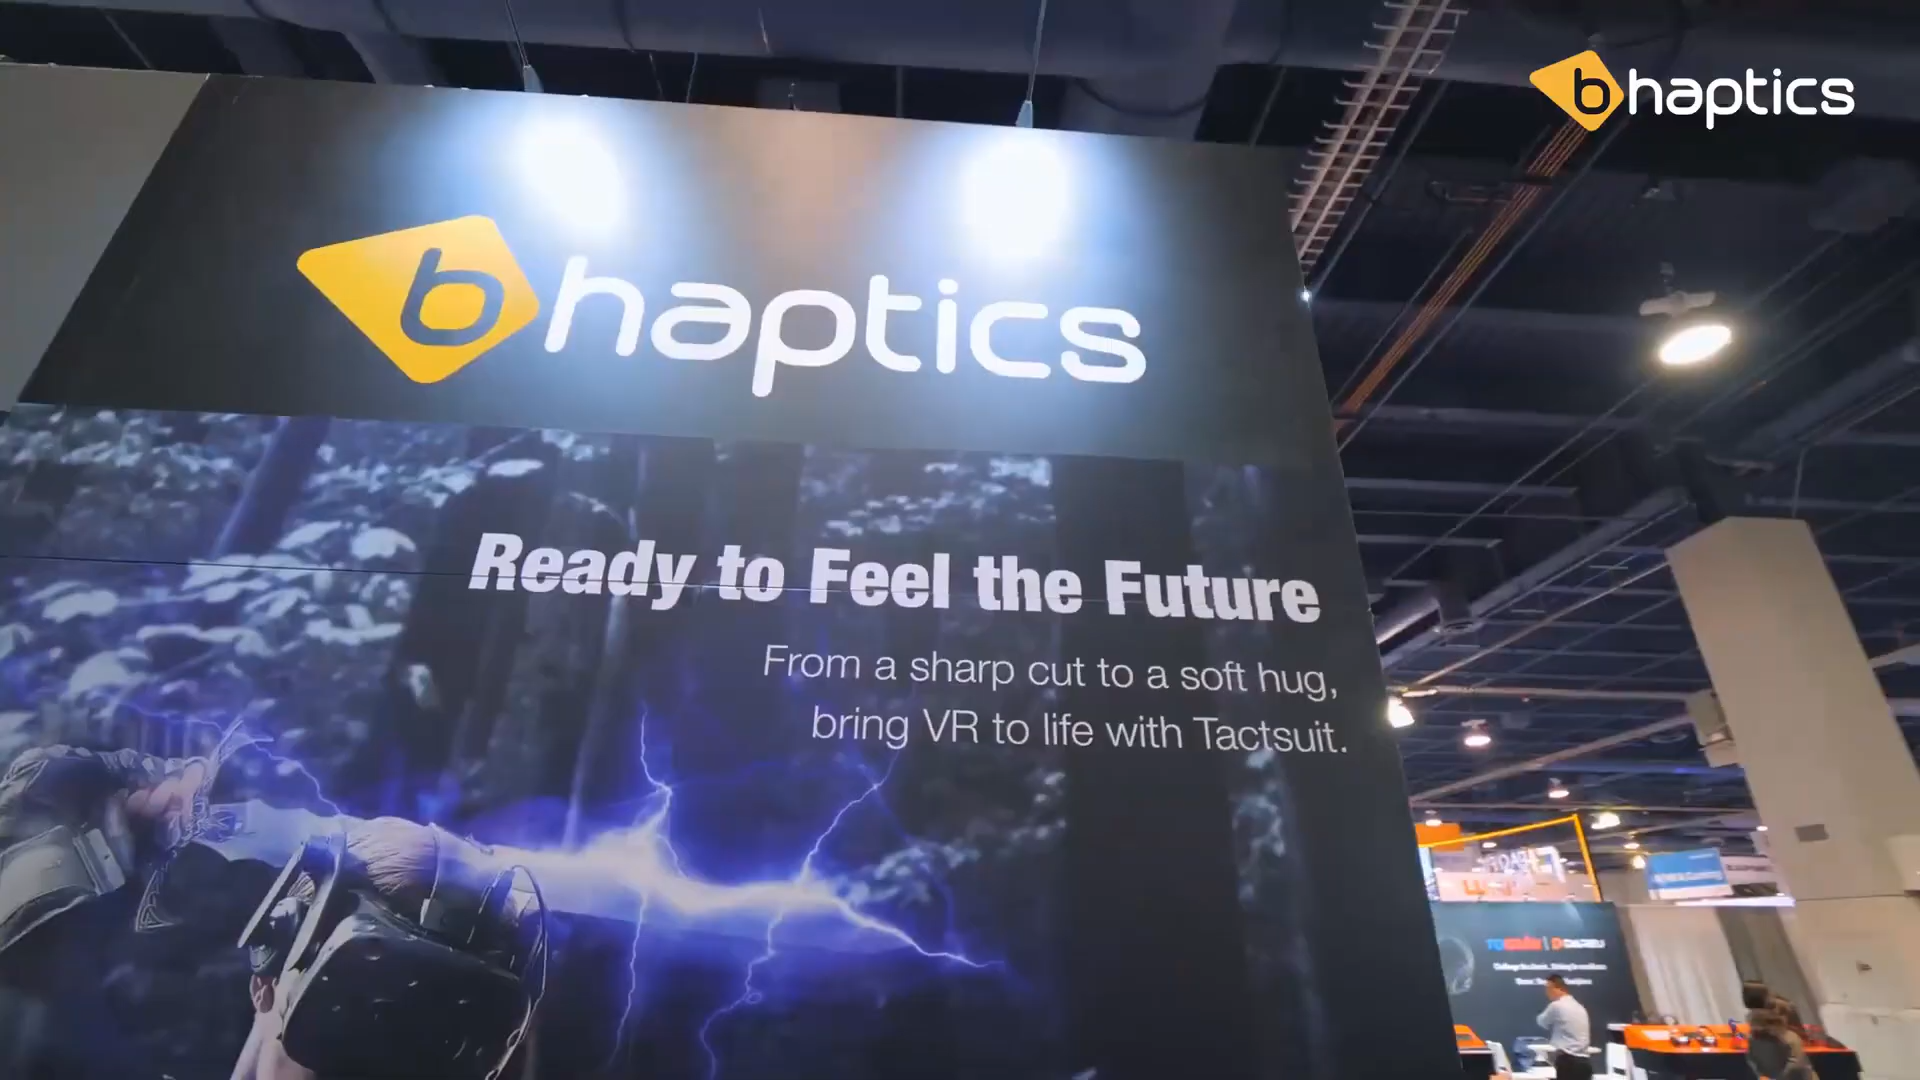 bhaptics
bhaptics
Ready to Feel the Future
From a sharp cut to a soft hug,
bring VR to life with Tactsuit.